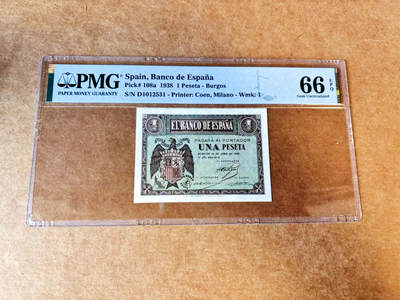 PMG
PAPER MONEY GUARANTY
Spain, Banco de España
Pick# 108a 1938 1 Peseta - Burgos
S/N D1012531 - Printer: Coen, Milano - Wmk:
66 EPQ
Gem Uncirculated
1
1
EL BANCO DE ESPAÑA
PAGARÁ AL PORTADOR
UNA PESETA